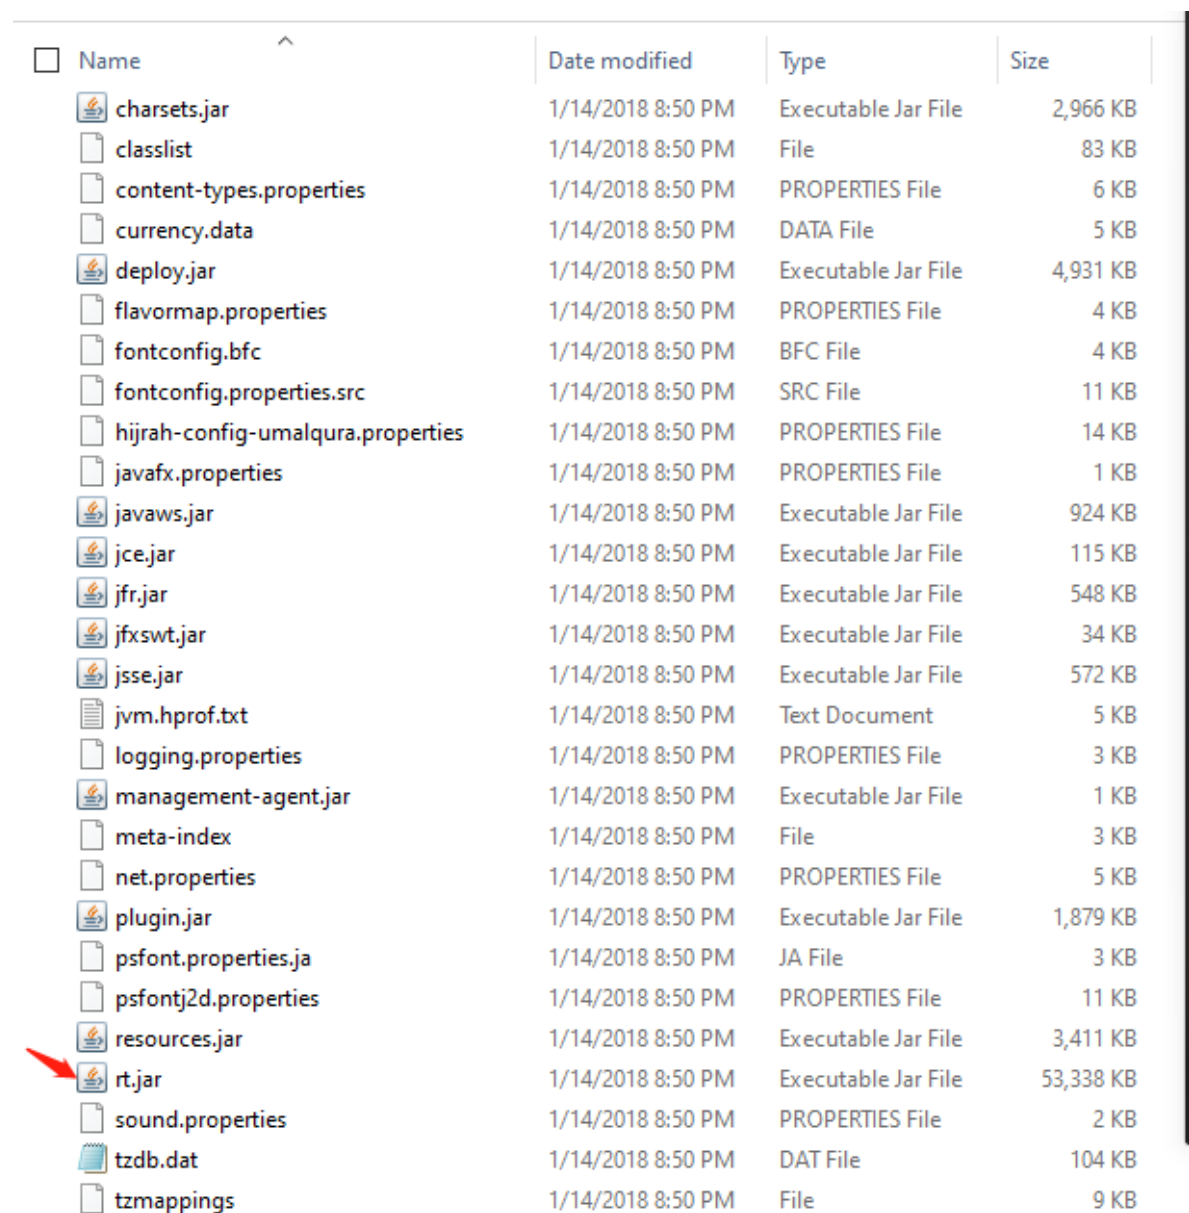 Name Date modified Type Size
charsets.jar 1/14/2018 8:50 PM Executable Jar File 2,966 KB
classlist 1/14/2018 8:50 PM File 83 KB
content-types.properties 1/14/2018 8:50 PM PROPERTIES File 6 KB
currency.data 1/14/2018 8:50 PM DATA File 5 KB
deploy.jar 1/14/2018 8:50 PM Executable Jar File 4,931 KB
flavormap.properties 1/14/2018 8:50 PM PROPERTIES File 4 KB
fontconfig.bfc 1/14/2018 8:50 PM BFC File 4 KB
fontconfig.properties.src 1/14/2018 8:50 PM SRC File 11 KB
hijrah-config-umalqura.properties 1/14/2018 8:50 PM PROPERTIES File 14 KB
javafx.properties 1/14/2018 8:50 PM PROPERTIES File 1 KB
javaws.jar 1/14/2018 8:50 PM Executable Jar File 924 KB
jce.jar 1/14/2018 8:50 PM Executable Jar File 115 KB
jfr.jar 1/14/2018 8:50 PM Executable Jar File 548 KB
jfxswt.jar 1/14/2018 8:50 PM Executable Jar File 34 KB
jsse.jar 1/14/2018 8:50 PM Executable Jar File 572 KB
jvm.hprof.txt 1/14/2018 8:50 PM Text Document 5 KB
logging.properties 1/14/2018 8:50 PM PROPERTIES File 3 KB
management-agent.jar 1/14/2018 8:50 PM Executable Jar File 1 KB
meta-index 1/14/2018 8:50 PM File 3 KB
net.properties 1/14/2018 8:50 PM PROPERTIES File 5 KB
plugin.jar 1/14/2018 8:50 PM Executable Jar File 1,879 KB
psfont.properties.ja 1/14/2018 8:50 PM JA File 3 KB
psfontj2d.properties 1/14/2018 8:50 PM PROPERTIES File 11 KB
resources.jar 1/14/2018 8:50 PM Executable Jar File 3,411 KB
rt.jar 1/14/2018 8:50 PM Executable Jar File 53,338 KB
sound.properties 1/14/2018 8:50 PM PROPERTIES File 2 KB
tzdb.dat 1/14/2018 8:50 PM DAT File 104 KB
tzmappings 1/14/2018 8:50 PM File 9 KB